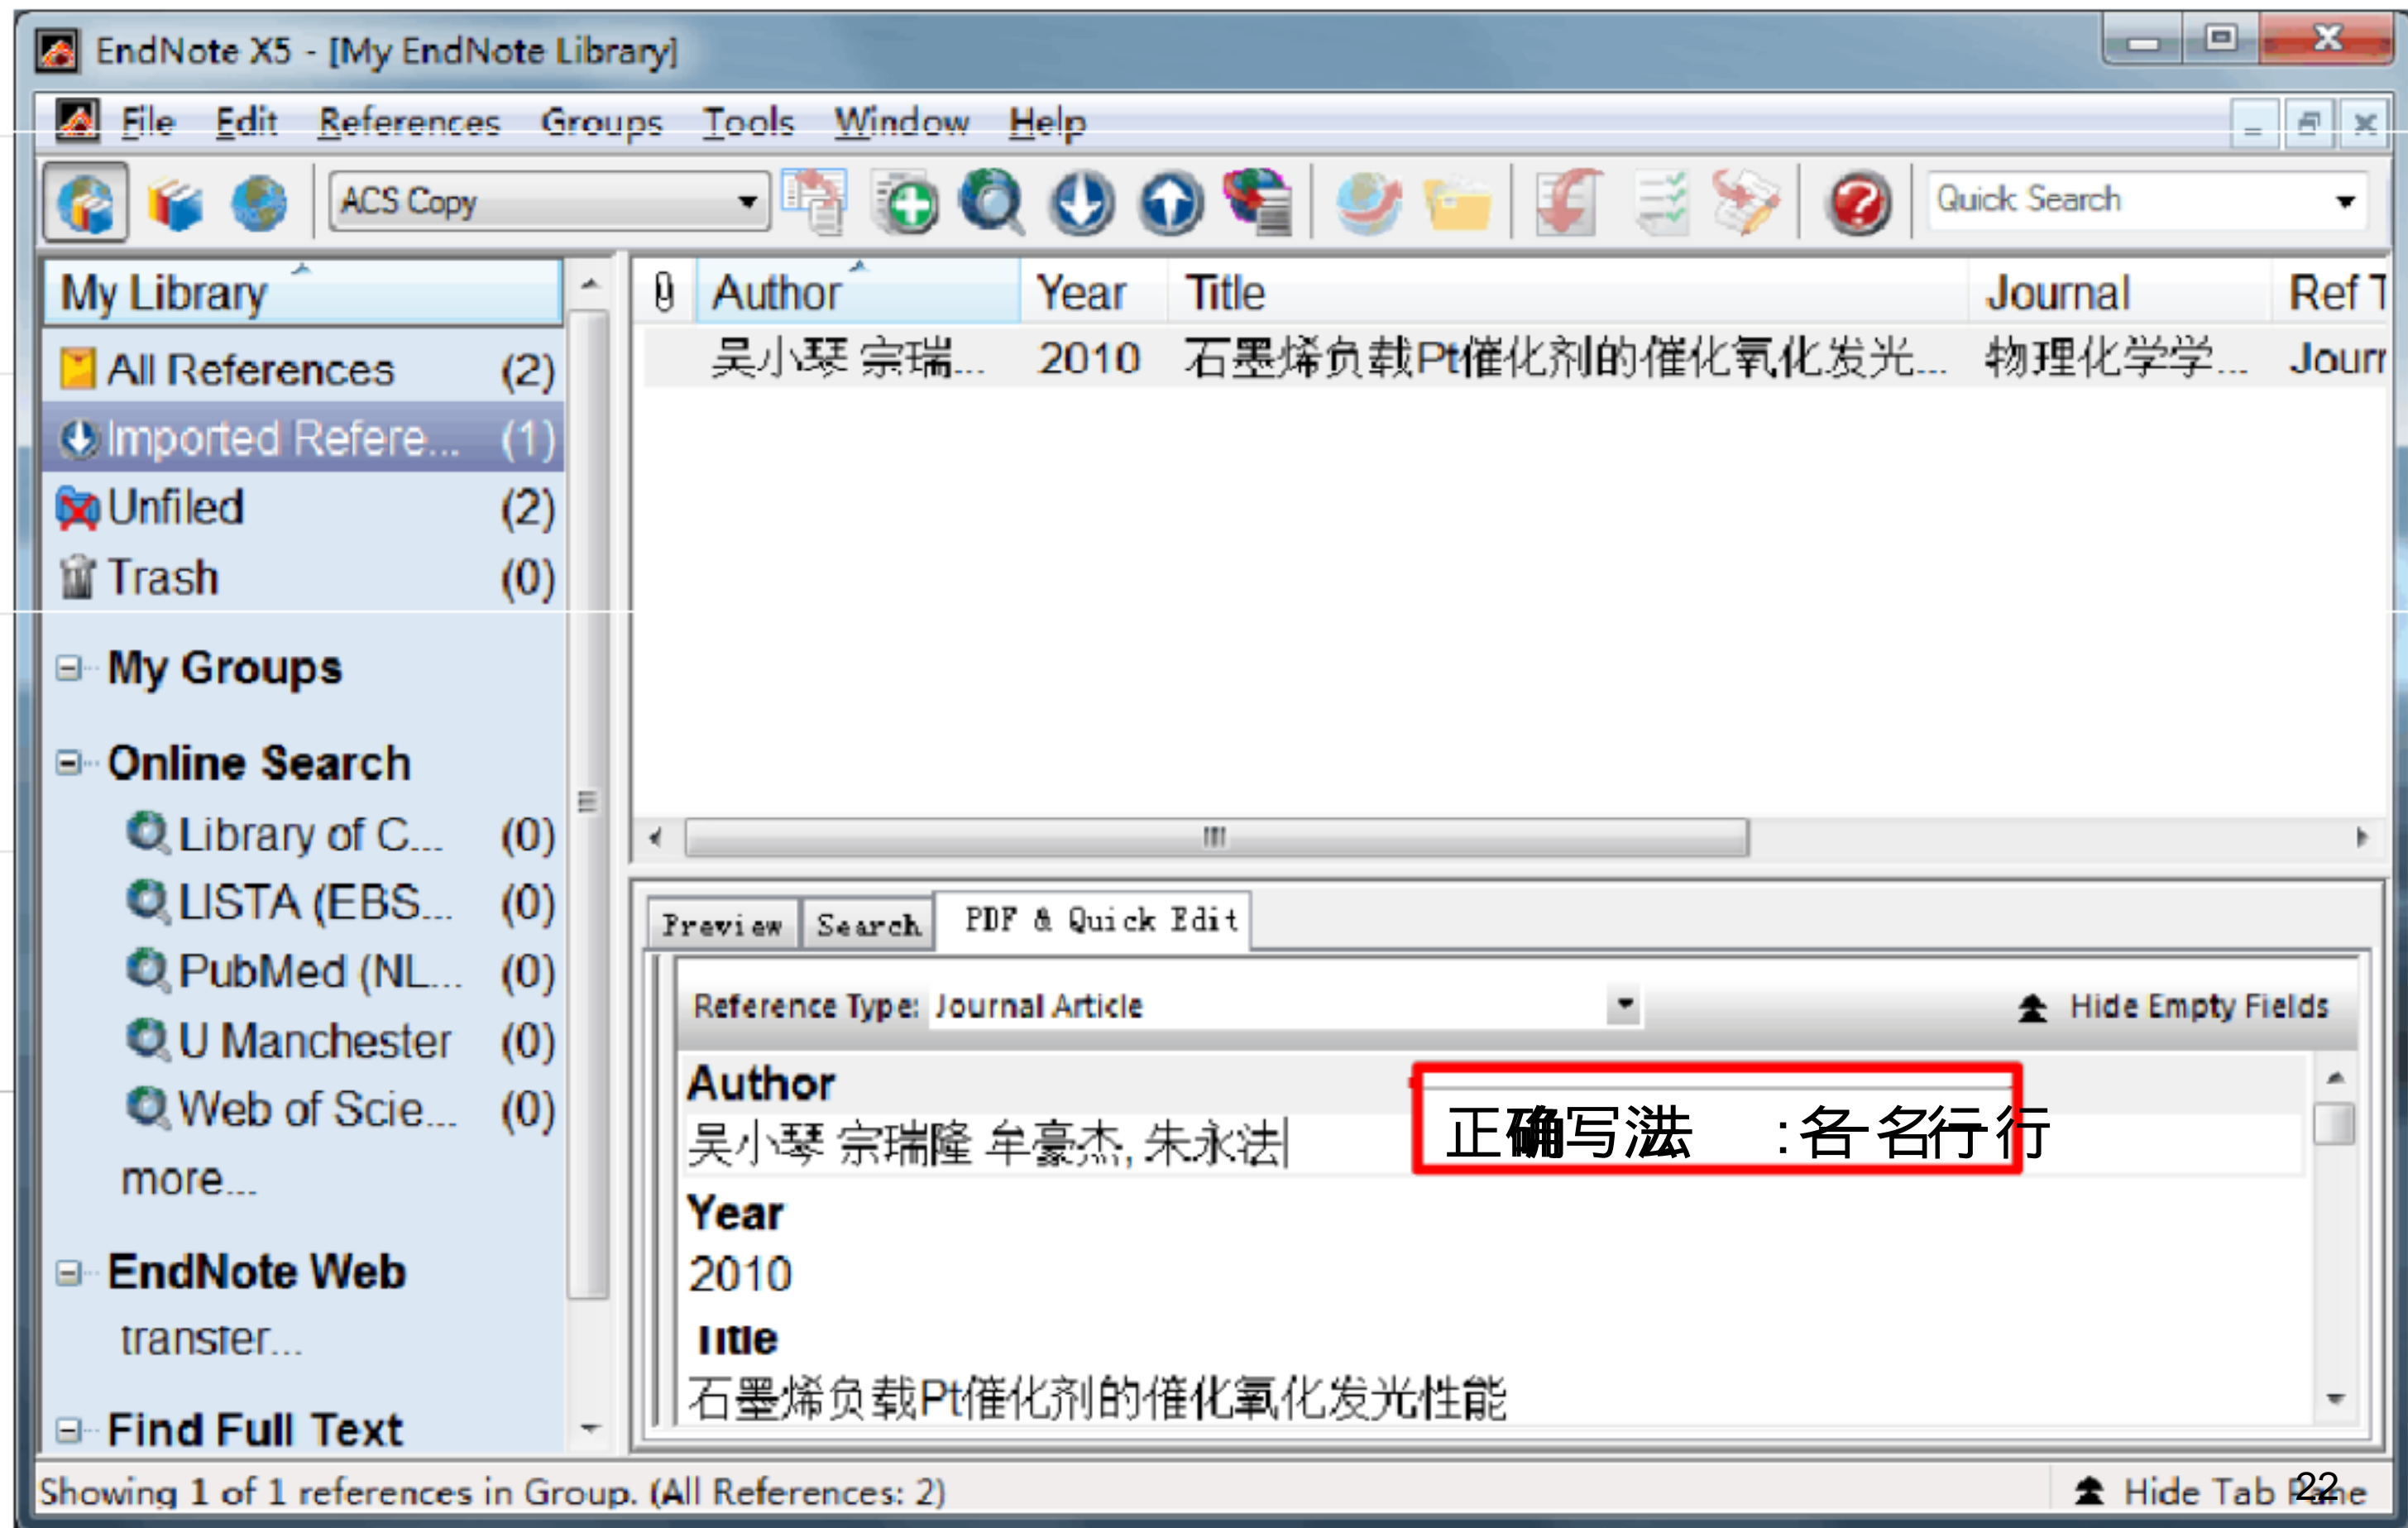 EndNote X5 - [My EndNote Library]
File Edit References Groups Tools Window Help
ACS Copy
Quick Search
My Library
All References (2)
Imported Refere... (1)
Unfiled (2)
Trash (0)
My Groups
Online Search
Library of C... (0)
LISTA (EBS... (0)
PubMed (NL... (0)
U Manchester (0)
Web of Scie... (0)
more...
EndNote Web
transfer...
Find Full Text
Author Year Title Journal Ref T
吴小琴 宗瑞... 2010 石墨烯负载Pt催化剂的催化氧化发光... 物理化学学... Journ
Preview Search PDF & Quick Edit
Reference Type: Journal Article
Hide Empty Fields
Author
吴小琴 宗瑞隆 牟豪杰, 朱永法
正确写法 :
Year
2010
Title
石墨烯负载Pt催化剂的催化氧化发光性能
Showing 1 of 1 references in Group. (All References: 2)
Hide Tab Pane
22